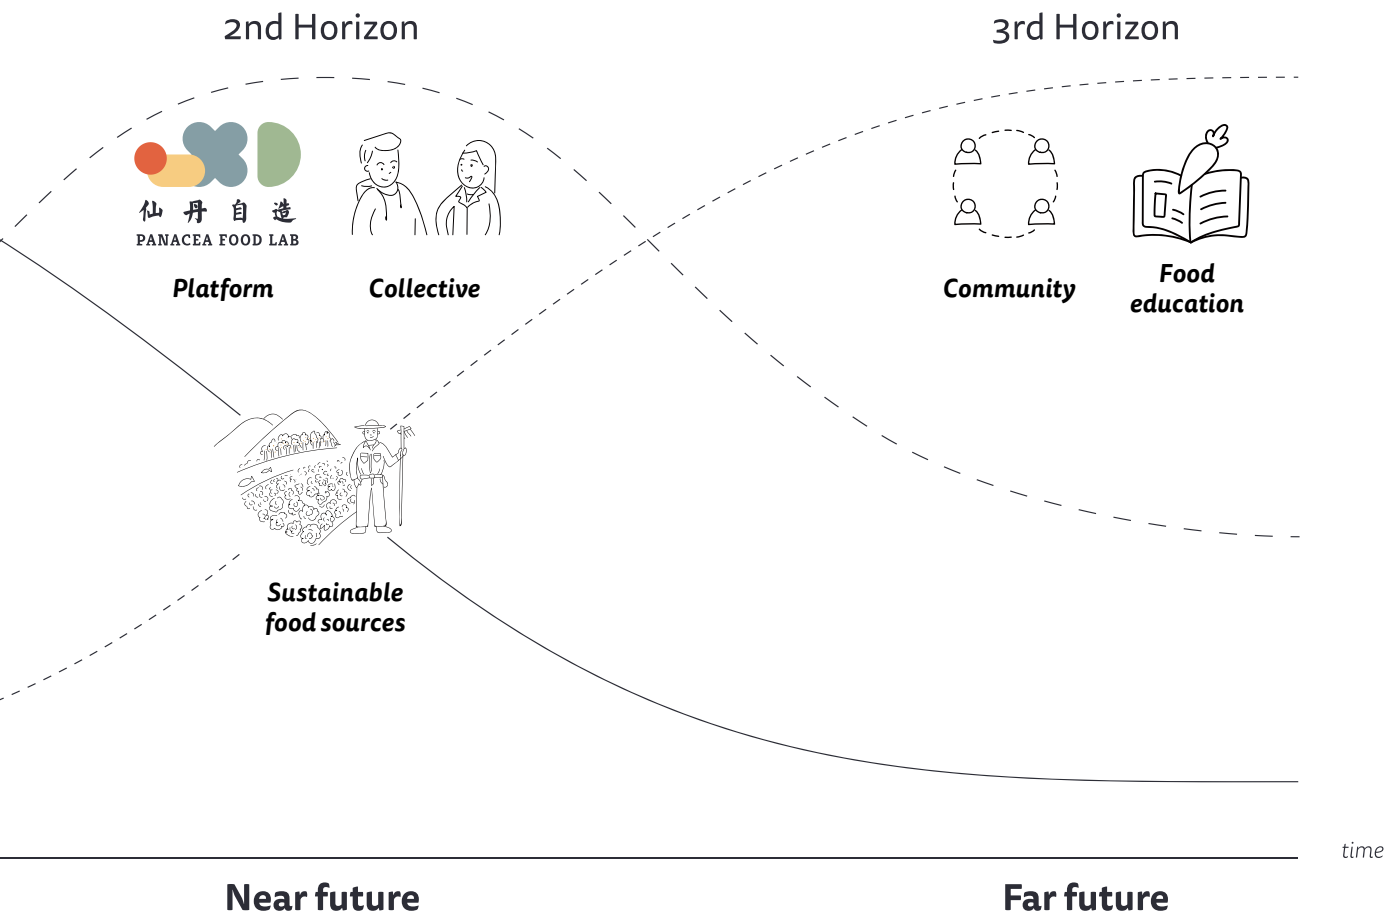 2nd Horizon
3rd Horizon
仙丹自造
PANACEA FOOD LAB
Platform
Collective
Community
Food
education
Sustainable
food sources
time
Near future
Far future